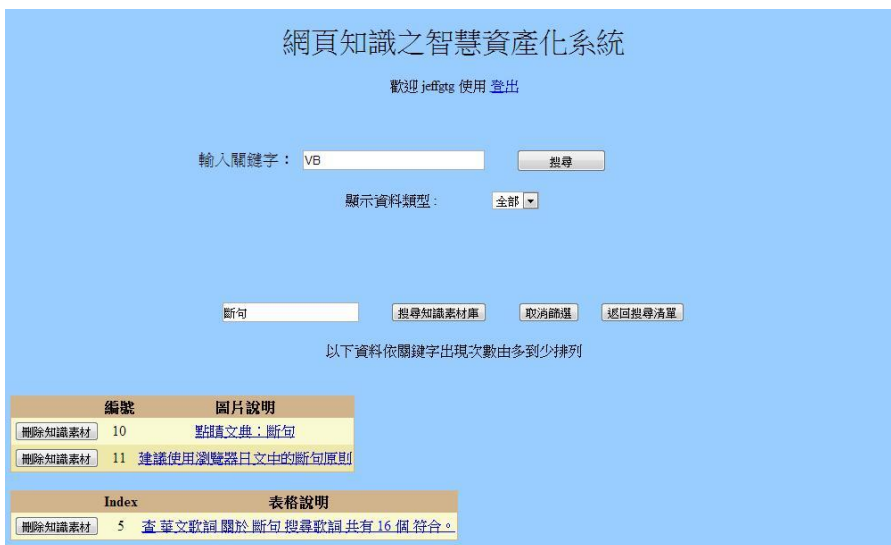 網頁知識之智慧資產化系統
歡迎 jeffgtg 使用 登出
輸入關鍵字： VB 搜尋
顯示資料類型： 全部
斷句 搜尋知識素材庫 取消篩選 返回搜尋清單
以下資料依關鍵字出現次數由多到少排列
編號 圖片說明
刪除知識素材 10 點睛文典：斷句
刪除知識素材 11 建議使用瀏覽器日文中的斷句原則
Index 表格說明
刪除知識素材 5 查 華文歌詞 關於 斷句 搜尋歌詞 共有 16 個 符合。